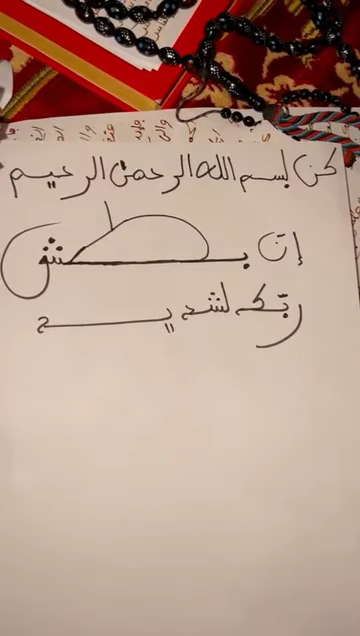 كن بسم الله الرحمن الرحيم
إن بطش
ربك لشديد